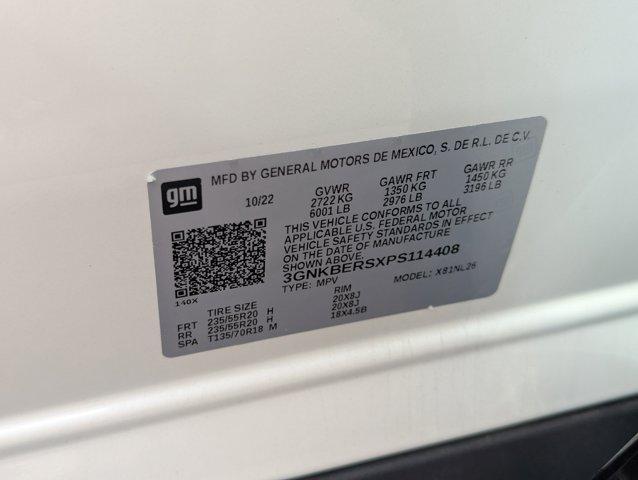 gm MFD BY GENERAL MOTORS DE MEXICO, S. DE R.L. DE C.V.
10/22 GVWR GAWR FRT GAWR RR
2722 KG 1350 KG 1450 KG
6001 LB 2976 LB 3196 LB
THIS VEHICLE CONFORMS TO ALL
APPLICABLE U.S. FEDERAL MOTOR
VEHICLE SAFETY STANDARDS IN EFFECT
ON THE DATE OF MANUFACTURE
SHOWN ABOVE.
3GNKBERSXPS114408
TYPE: MPV MODEL: X81NL26
140X
TIRE SIZE RIM
FRT 235/55R20 H 20X8J
RR 235/55R20 H 20X8J
SPA T135/70R18 M 18X4.5B